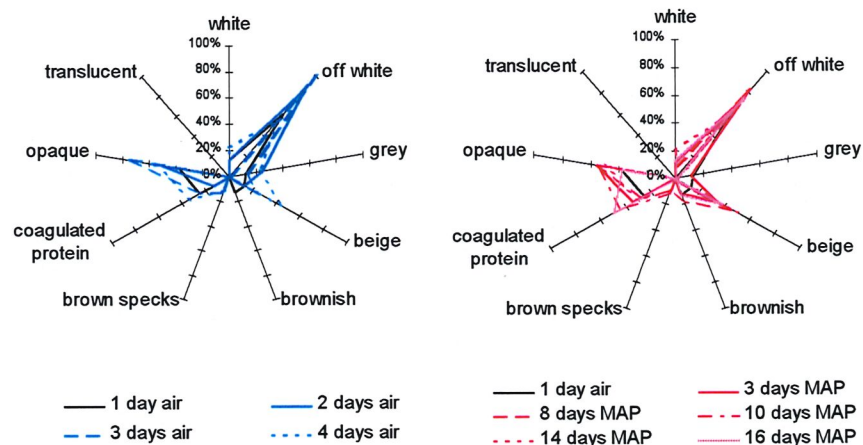 white
100%
80%
60%
40%
20%
0%
off white
grey
beige
brownish
brown specks
coagulated
protein
opaque
translucent
1 day air
2 days air
3 days air
4 days air
white
100%
80%
60%
40%
20%
0%
off white
grey
beige
brownish
brown specks
coagulated
protein
opaque
translucent
1 day air
3 days MAP
8 days MAP
10 days MAP
14 days MAP
16 days MAP